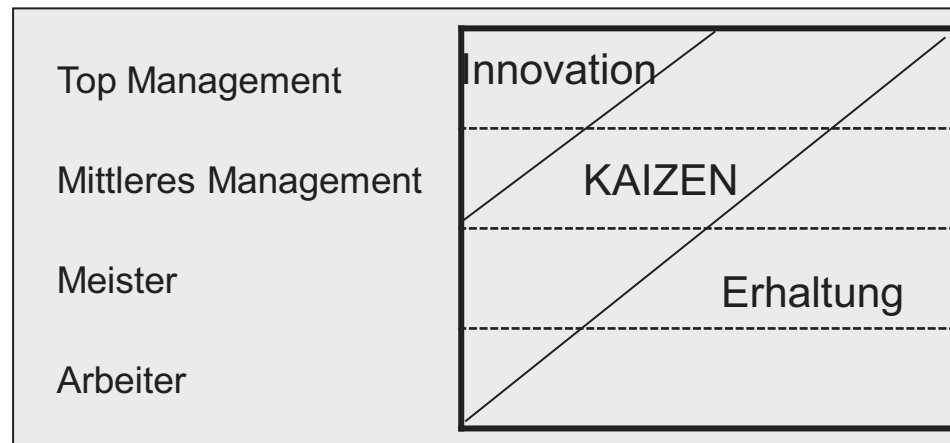 Top Management
Innovation
Mittleres Management
KAIZEN
Meister
Erhaltung
Arbeiter